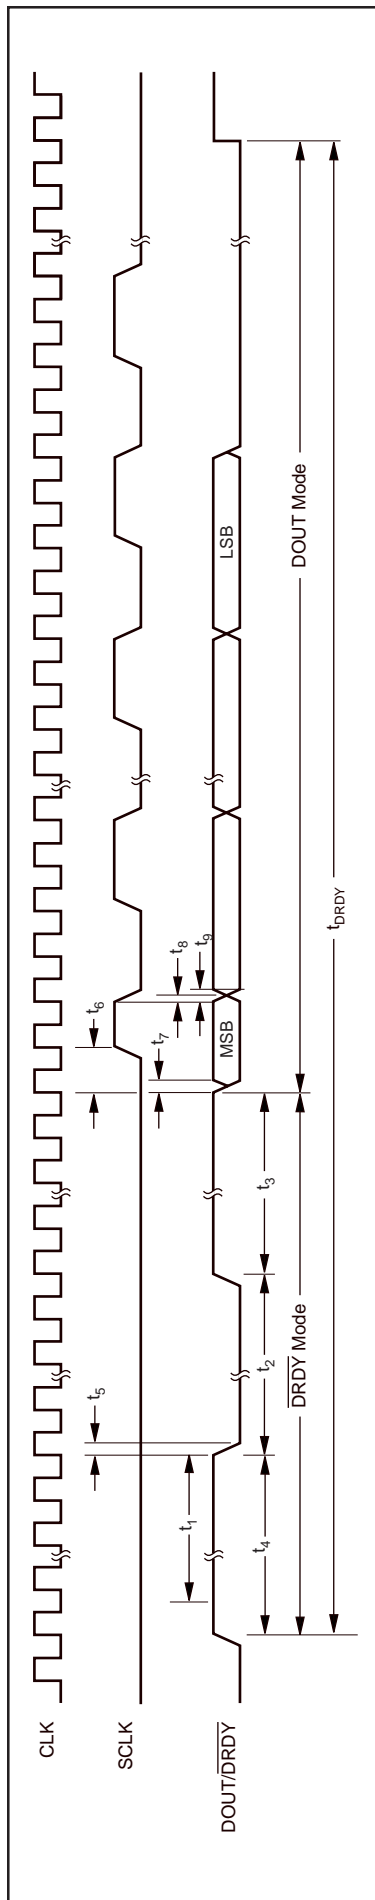 CLK
SCLK
DOUT/DRDY
t1
t5
t4
t2
t3
DRDY Mode
t6
t7
t8
t9
MSB
LSB
DOUT Mode
tDRDY